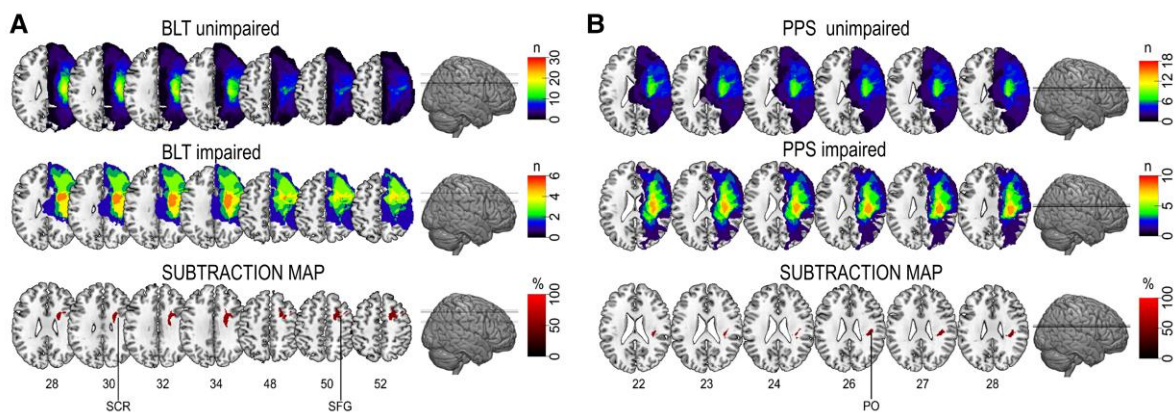 A
BLT unimpaired
n
30
20
10
0
BLT impaired
n
6
4
2
0
SUBTRACTION MAP
%
100
50
0
28 30 32 34 48 50 52
SCR SFG
B
PPS unimpaired
n
18
12
6
0
PPS impaired
n
10
5
0
SUBTRACTION MAP
%
100
50
0
22 23 24 26 27 28
PO